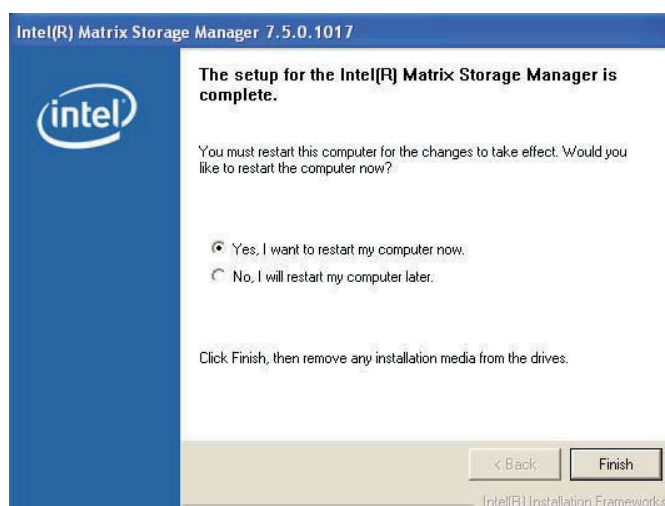 Intel(R) Matrix Storage Manager 7.5.0.1017
intel
The setup for the Intel(R) Matrix Storage Manager is
complete.
You must restart this computer for the changes to take effect. Would you
like to restart the computer now?
Yes, I want to restart my computer now.
No, I will restart my computer later.
Click Finish, then remove any installation media from the drives.
< Back
Finish
Intel(R) Installation Frameworks